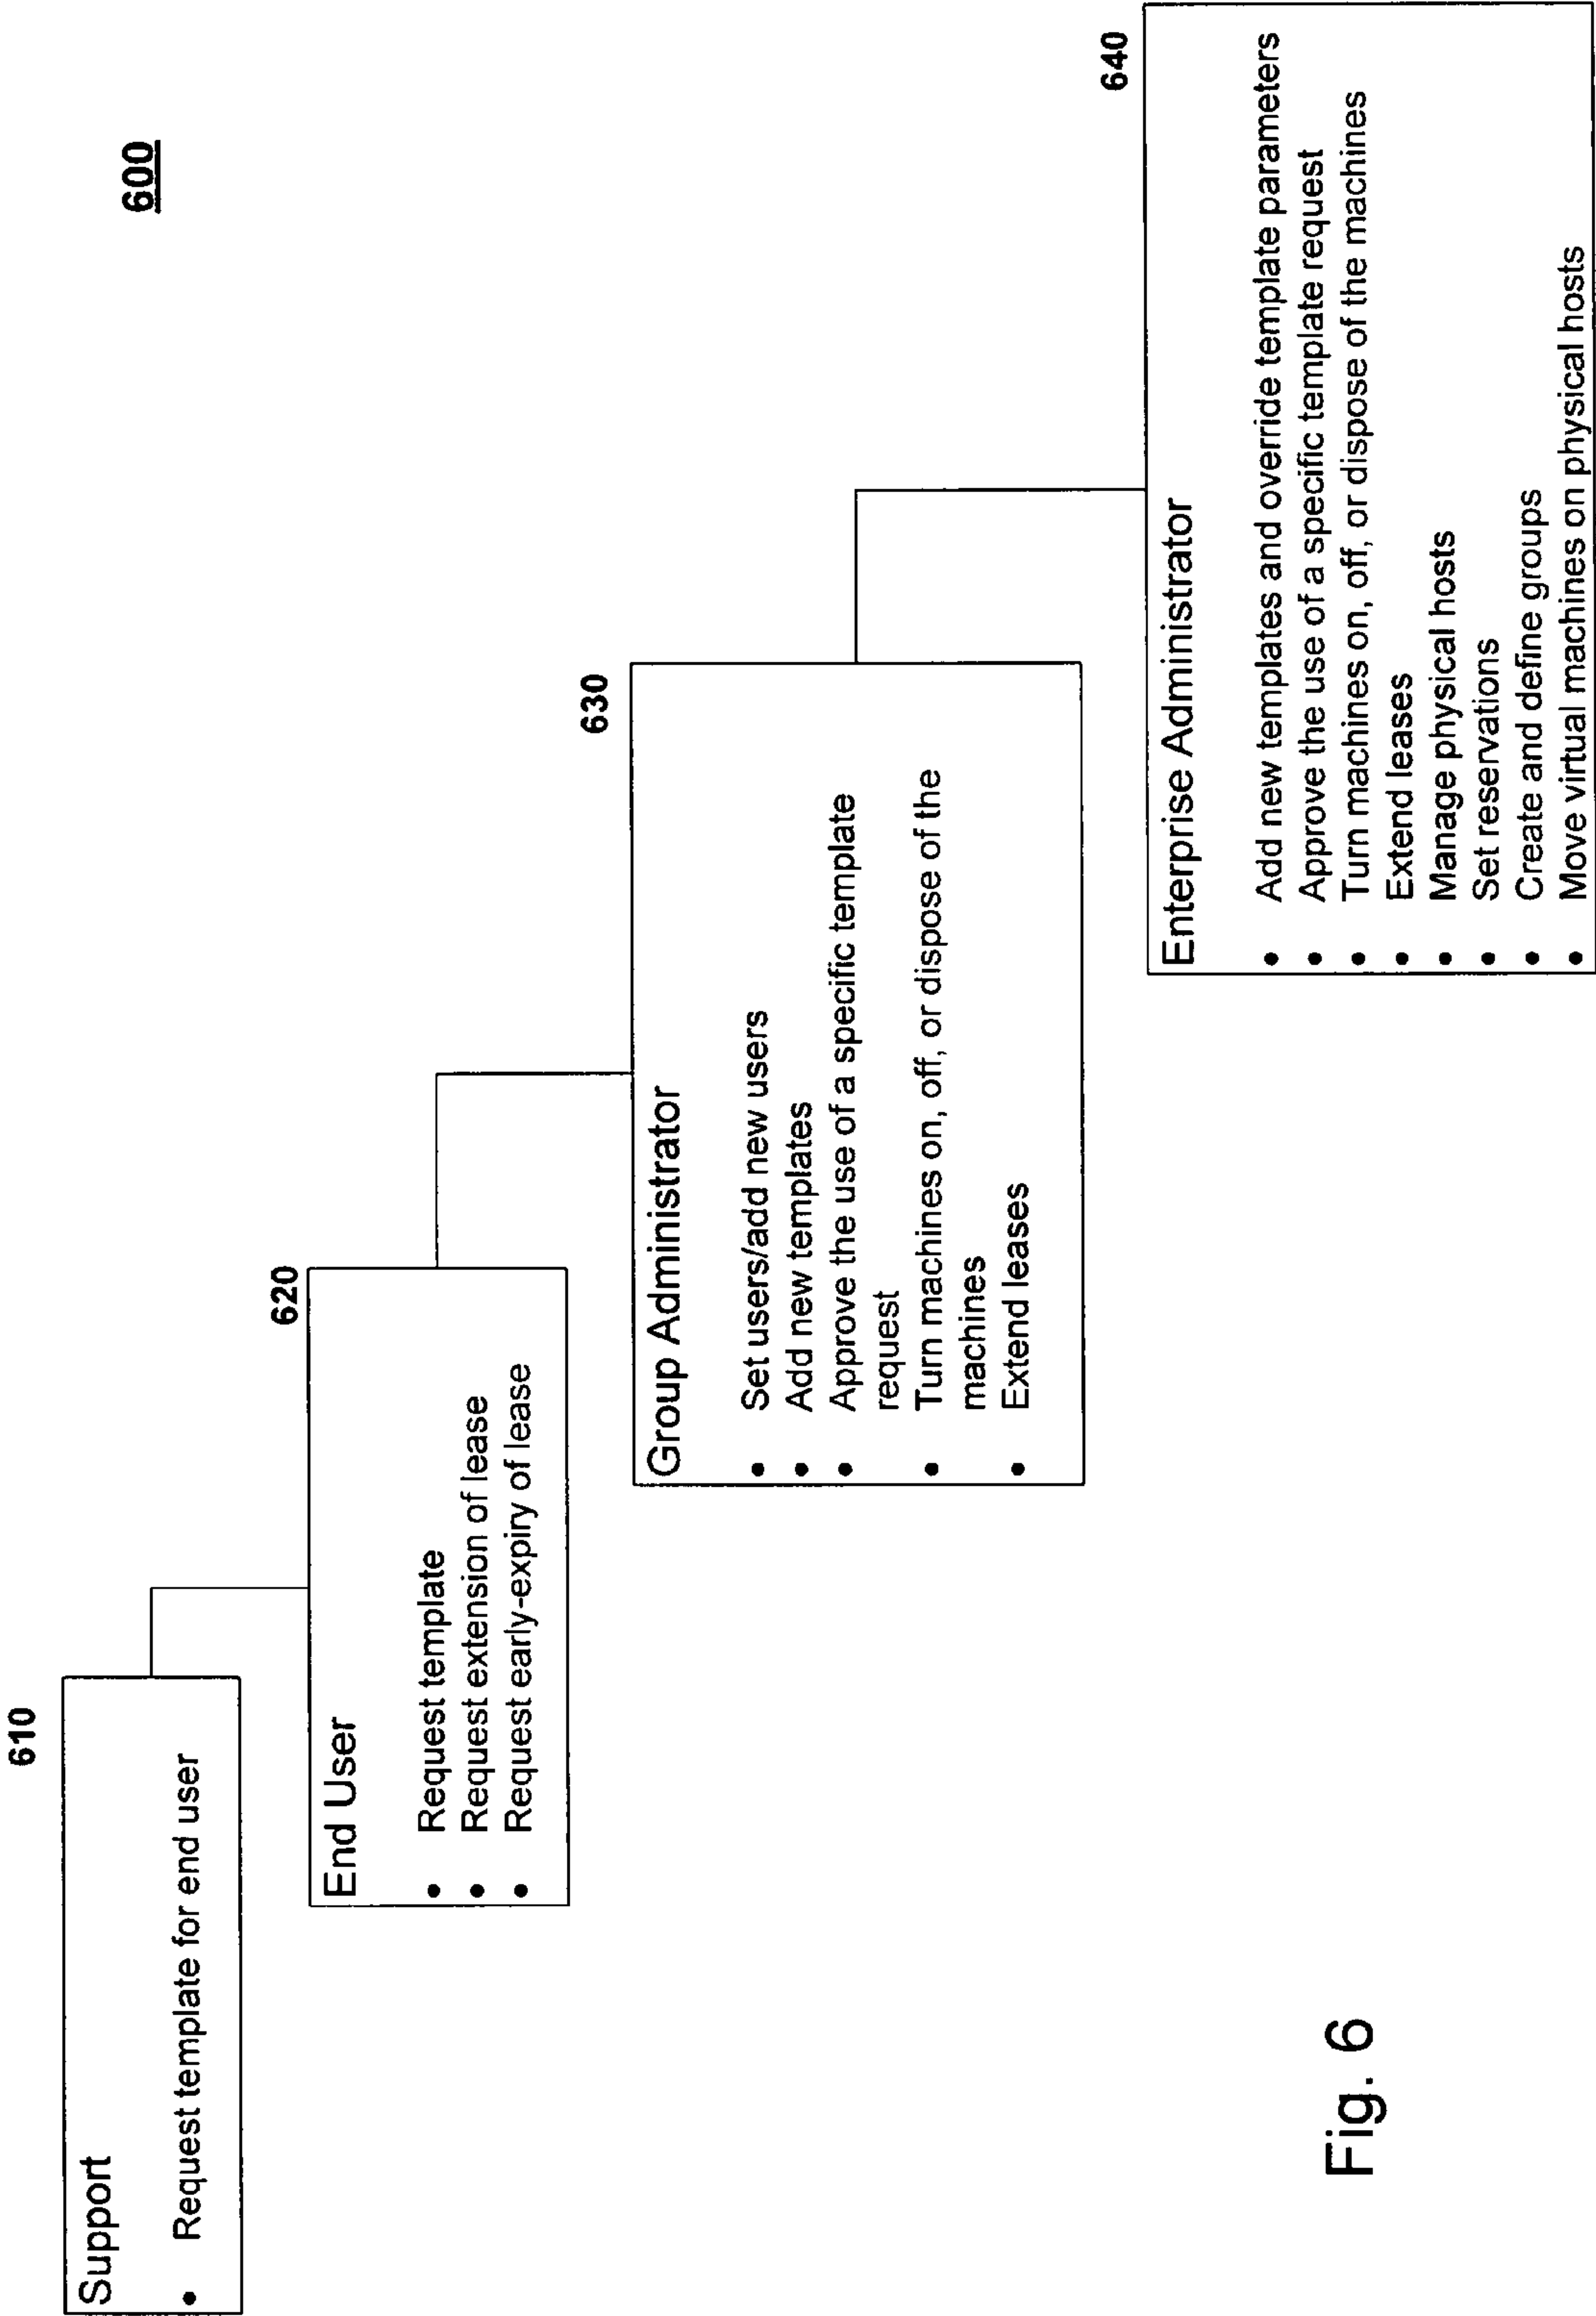 600
610
Support
• Request template for end user
620
End User
• Request template
• Request extension of lease
• Request early-expiry of lease
630
Group Administrator
• Set users/add new users
• Add new templates
• Approve the use of a specific template
request
• Turn machines on, off, or dispose of the
machines
• Extend leases
640
Enterprise Administrator
• Add new templates and override template parameters
• Approve the use of a specific template request
• Turn machines on, off, or dispose of the machines
• Extend leases
• Manage physical hosts
• Set reservations
• Create and define groups
• Move virtual machines on physical hosts
Fig. 6